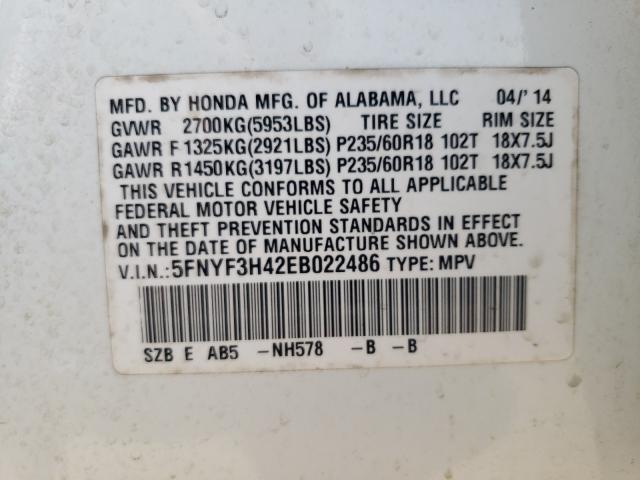 MFD. BY HONDA MFG. OF ALABAMA, LLC 04/'14
GVWR 2700KG(5953LBS) TIRE SIZE RIM SIZE
GAWR F 1325KG(2921LBS) P235/60R18 102T 18X7.5J
GAWR R1450KG(3197LBS) P235/60R18 102T 18X7.5J
THIS VEHICLE CONFORMS TO ALL APPLICABLE
FEDERAL MOTOR VEHICLE SAFETY
AND THEFT PREVENTION STANDARDS IN EFFECT
ON THE DATE OF MANUFACTURE SHOWN ABOVE.
V.I.N.:5FNYF3H42EB022486 TYPE: MPV
SZB E AB5 -NH578 -B -B